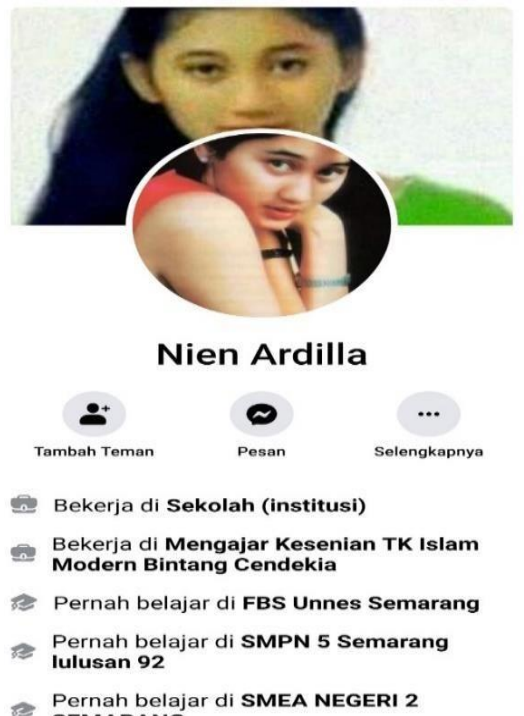 Nien Ardilla
Tambah Teman
Pesan
Selengkapnya
Bekerja di Sekolah (institusi)
Bekerja di Mengajar Kesenian TK Islam
Modern Bintang Cendekia
Pernah belajar di FBS Unnes Semarang
Pernah belajar di SMPN 5 Semarang
lulusan 92
Pernah belajar di SMEA NEGERI 2
SEMARANG